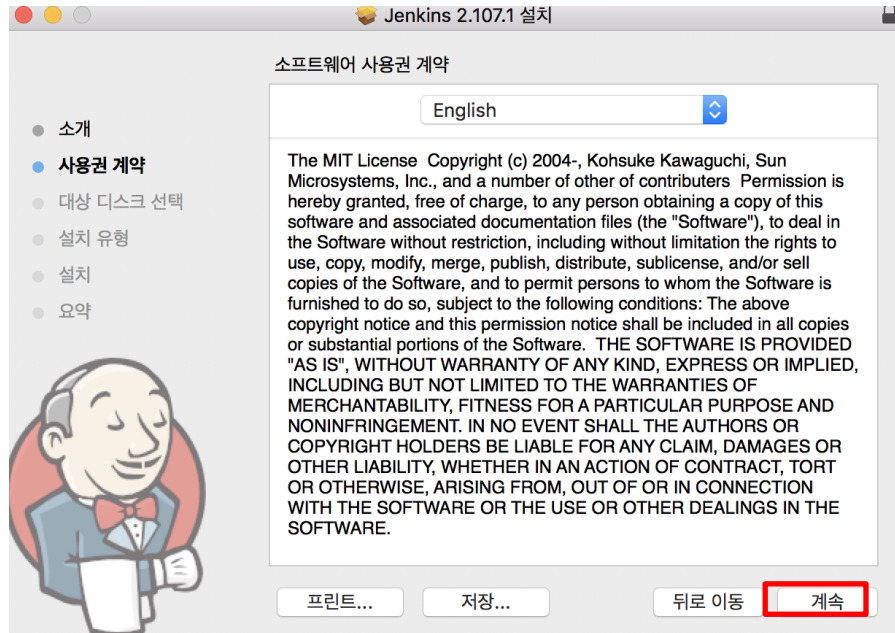 Jenkins 2.107.1 설치
소프트웨어 사용권 계약
English
소개
사용권 계약
대상 디스크 선택
설치 유형
설치
요약
The MIT License  Copyright (c) 2004-, Kohsuke Kawaguchi, Sun
Microsystems, Inc., and a number of other of contributers  Permission is
hereby granted, free of charge, to any person obtaining a copy of this
software and associated documentation files (the "Software"), to deal in
the Software without restriction, including without limitation the rights to
use, copy, modify, merge, publish, distribute, sublicense, and/or sell
copies of the Software, and to permit persons to whom the Software is
furnished to do so, subject to the following conditions: The above
copyright notice and this permission notice shall be included in all copies
or substantial portions of the Software.  THE SOFTWARE IS PROVIDED
"AS IS", WITHOUT WARRANTY OF ANY KIND, EXPRESS OR IMPLIED,
INCLUDING BUT NOT LIMITED TO THE WARRANTIES OF
MERCHANTABILITY, FITNESS FOR A PARTICULAR PURPOSE AND
NONINFRINGEMENT. IN NO EVENT SHALL THE AUTHORS OR
COPYRIGHT HOLDERS BE LIABLE FOR ANY CLAIM, DAMAGES OR
OTHER LIABILITY, WHETHER IN AN ACTION OF CONTRACT, TORT
OR OTHERWISE, ARISING FROM, OUT OF OR IN CONNECTION
WITH THE SOFTWARE OR THE USE OR OTHER DEALINGS IN THE
SOFTWARE.
프린트... 저장... 뒤로 이동 계속